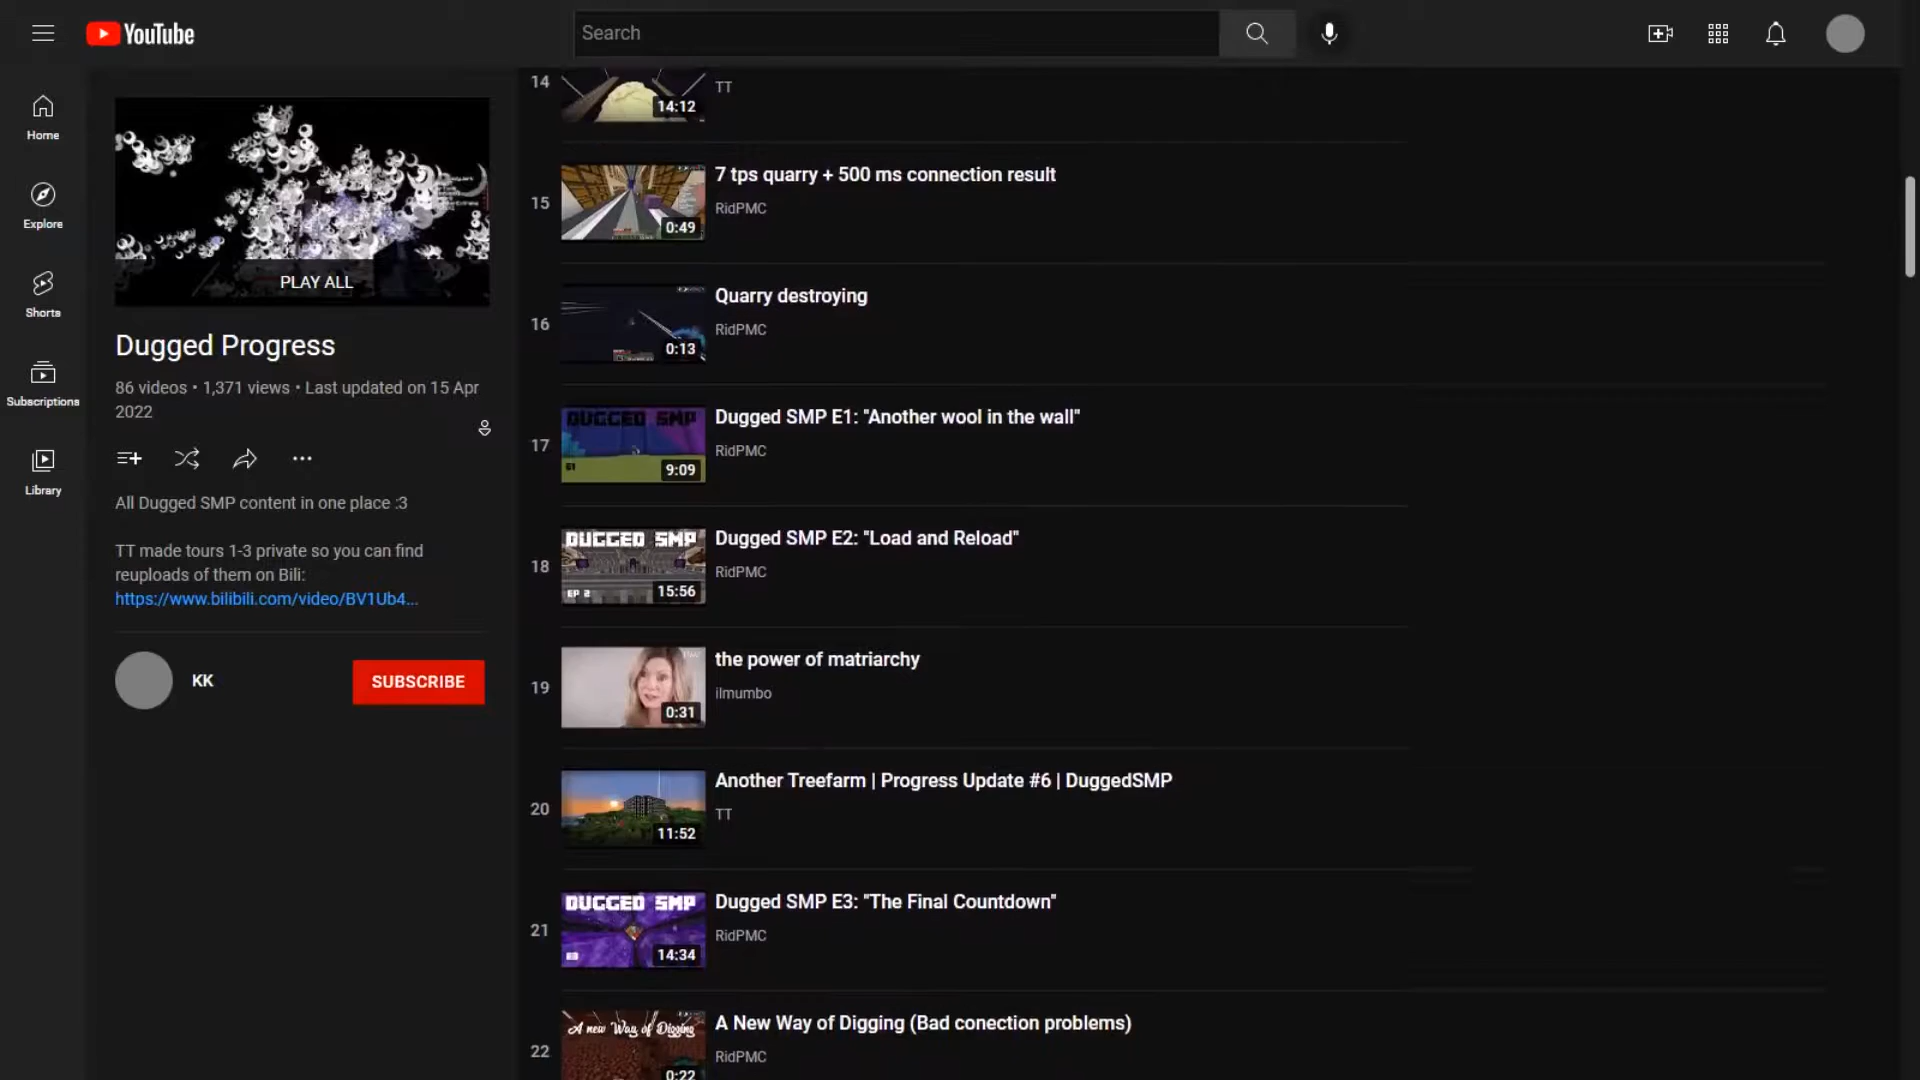 YouTube
Search
Home
Explore
Shorts
Subscriptions
Library
PLAY ALL
Dugged Progress
86 videos • 1,371 views • Last updated on 15 Apr
2022
All Dugged SMP content in one place :3
TT made tours 1-3 private so you can find
reuploads of them on Bili:
https://www.bilibili.com/video/BV1Ub4...
KK
SUBSCRIBE
14
14:12
TT
15
0:49
7 tps quarry + 500 ms connection result
RidPMC
16
0:13
Quarry destroying
RidPMC
17
DUGGED SMP
E1
9:09
Dugged SMP E1: "Another wool in the wall"
RidPMC
18
DUGGED SMP
EP 2
15:56
Dugged SMP E2: "Load and Reload"
RidPMC
19
0:31
the power of matriarchy
ilmumbo
20
11:52
Another Treefarm | Progress Update #6 | DuggedSMP
TT
21
DUGGED SMP
E3
14:34
Dugged SMP E3: "The Final Countdown"
RidPMC
22
A new Way of Digging
0:22
A New Way of Digging (Bad conection problems)
RidPMC